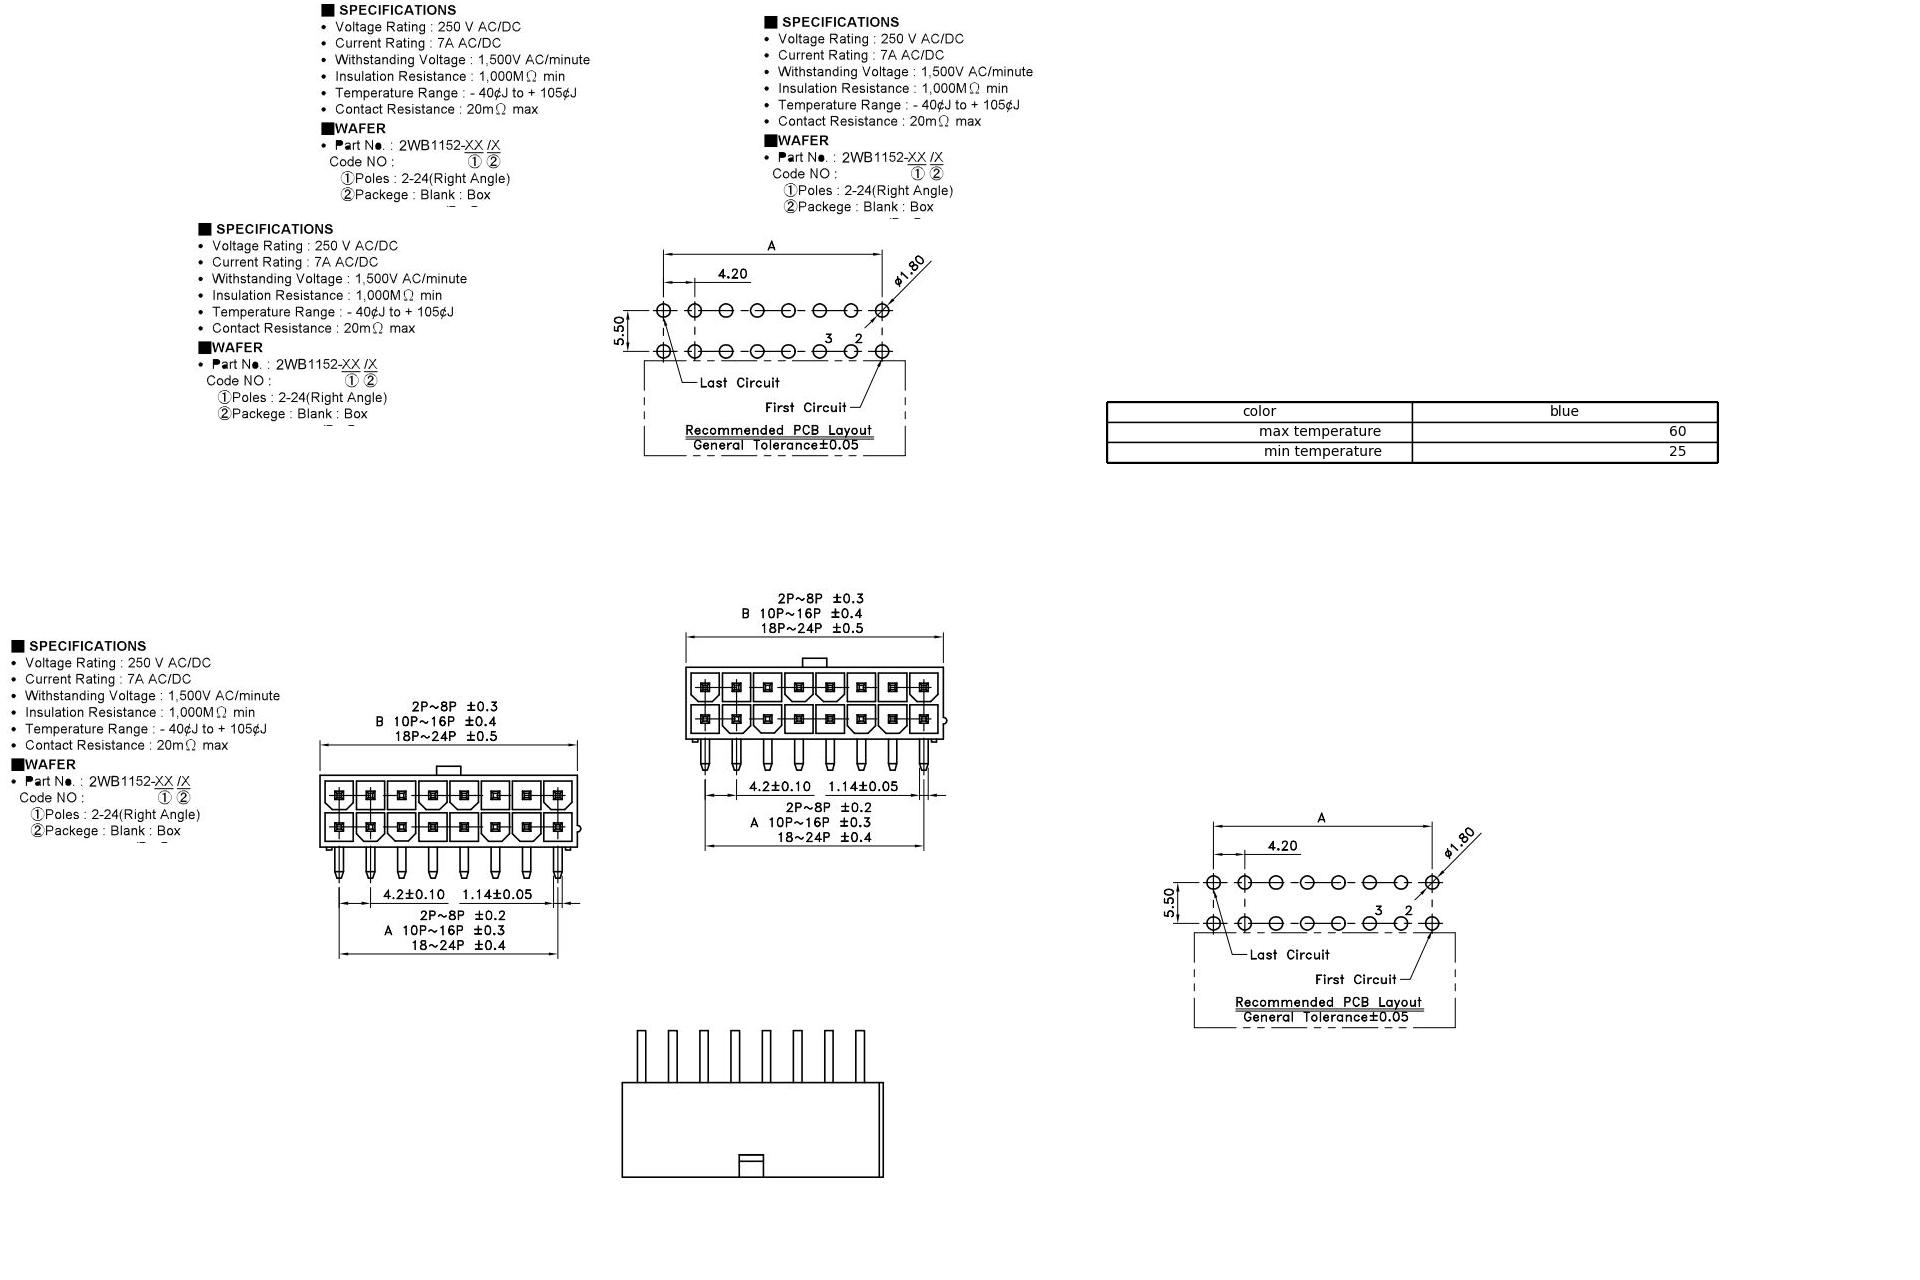 ■ SPECIFICATIONS
• Voltage Rating : 250 V AC/DC
• Current Rating : 7A AC/DC
• Withstanding Voltage : 1,500V AC/minute
• Insulation Resistance : 1,000MΩ min
• Temperature Range : - 40¢J to + 105¢J
• Contact Resistance : 20mΩ max
■WAFER
• Part No. : 2WB1152-XX /X
Code NO : ① ②
①Poles : 2-24(Right Angle)
②Packege : Blank : Box
■ SPECIFICATIONS
• Voltage Rating : 250 V AC/DC
• Current Rating : 7A AC/DC
• Withstanding Voltage : 1,500V AC/minute
• Insulation Resistance : 1,000MΩ min
• Temperature Range : - 40¢J to + 105¢J
• Contact Resistance : 20mΩ max
■WAFER
• Part No. : 2WB1152-XX /X
Code NO : ① ②
①Poles : 2-24(Right Angle)
②Packege : Blank : Box
■ SPECIFICATIONS
• Voltage Rating : 250 V AC/DC
• Current Rating : 7A AC/DC
• Withstanding Voltage : 1,500V AC/minute
• Insulation Resistance : 1,000MΩ min
• Temperature Range : - 40¢J to + 105¢J
• Contact Resistance : 20mΩ max
■WAFER
• Part No. : 2WB1152-XX /X
Code NO : ① ②
①Poles : 2-24(Right Angle)
②Packege : Blank : Box
A
4.20
ø1.80
5.50
3 2
Last Circuit
First Circuit
Recommended PCB Layout
General Tolerance±0.05
color blue
max temperature 60
min temperature 25
2P~8P ±0.3
B 10P~16P ±0.4
18P~24P ±0.5
4.2±0.10 1.14±0.05
2P~8P ±0.2
A 10P~16P ±0.3
18~24P ±0.4
■ SPECIFICATIONS
• Voltage Rating : 250 V AC/DC
• Current Rating : 7A AC/DC
• Withstanding Voltage : 1,500V AC/minute
• Insulation Resistance : 1,000MΩ min
• Temperature Range : - 40¢J to + 105¢J
• Contact Resistance : 20mΩ max
■WAFER
• Part No. : 2WB1152-XX /X
Code NO : ① ②
①Poles : 2-24(Right Angle)
②Packege : Blank : Box
2P~8P ±0.3
B 10P~16P ±0.4
18P~24P ±0.5
4.2±0.10 1.14±0.05
2P~8P ±0.2
A 10P~16P ±0.3
18~24P ±0.4
A
4.20
ø1.80
5.50
3 2
Last Circuit
First Circuit
Recommended PCB Layout
General Tolerance±0.05